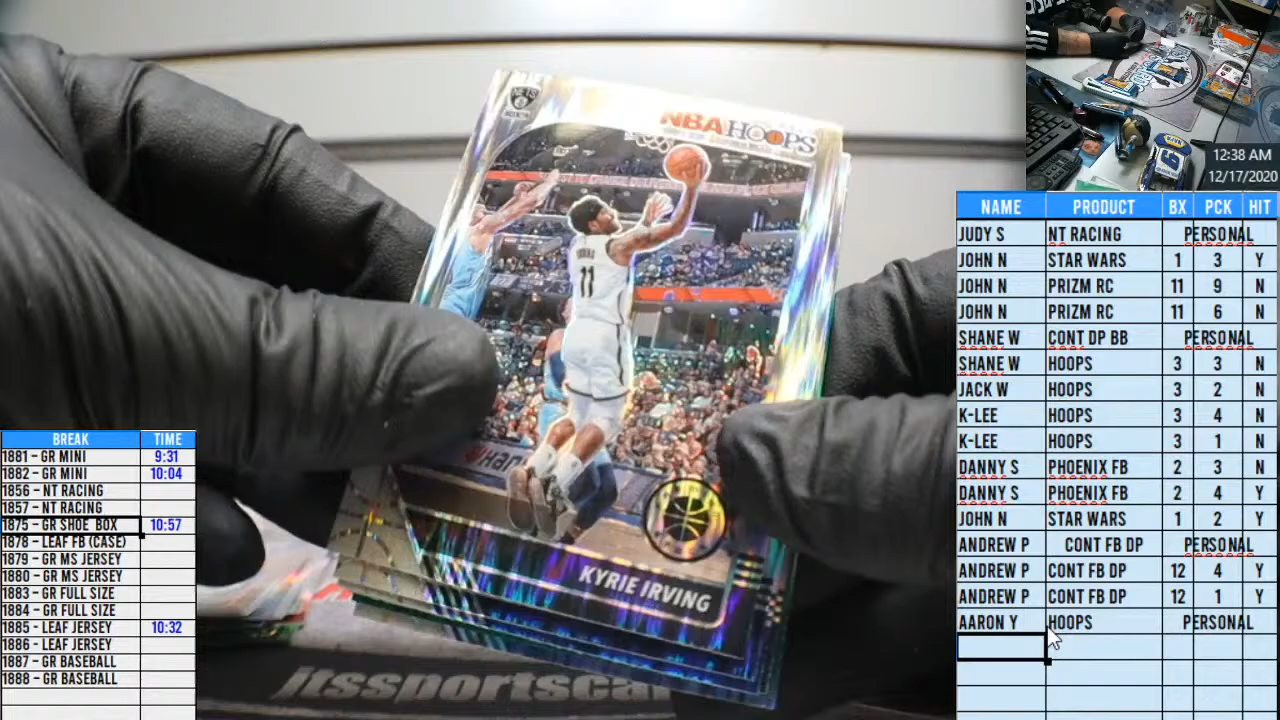 NETS
NBA HOOPS
11
KYRIE IRVING
jtssportscar
12:38 AM
12/17/2020
NAME PRODUCT BX PCK HIT
JUDY S NT RACING PERSONAL
JOHN N STAR WARS 1 3 Y
JOHN N PRIZM RC 11 9 N
JOHN N PRIZM RC 11 6 N
SHANE W CONT DP BB PERSONAL
SHANE W HOOPS 3 3 N
JACK W HOOPS 3 2 N
K-LEE HOOPS 3 4 N
K-LEE HOOPS 3 1 N
DANNY S PHOENIX FB 2 3 N
DANNY S PHOENIX FB 2 4 Y
JOHN N STAR WARS 1 2 Y
ANDREW P CONT FB DP PERSONAL
ANDREW P CONT FB DP 12 4 Y
ANDREW P CONT FB DP 12 1 Y
AARON Y HOOPS PERSONAL
BREAK TIME
1881 - GR MINI 9:31
1882 - GR MINI 10:04
1856 - NT RACING
1857 - NT RACING
1875 - GR SHOE BOX 10:57
1878 - LEAF FB (CASE)
1879 - GR MS JERSEY
1880 - GR MS JERSEY
1883 - GR FULL SIZE
1884 - GR FULL SIZE
1885 - LEAF JERSEY 10:32
1886 - LEAF JERSEY
1887 - GR BASEBALL
1888 - GR BASEBALL